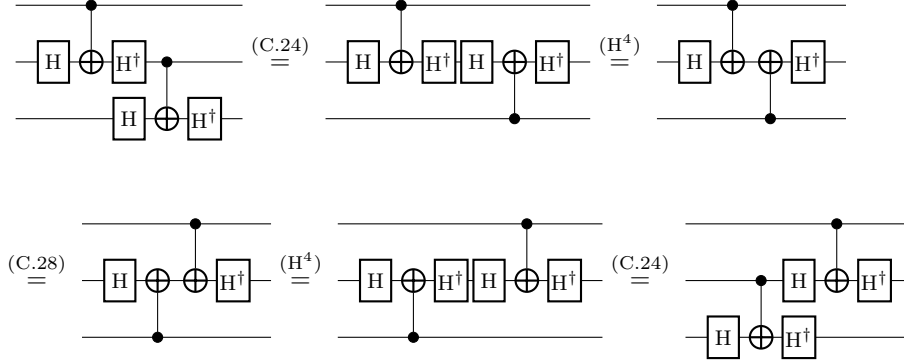 (C.24) (H⁴)
H H† = H H† H H† = H H†
H H†
(C.28) (H⁴) (C.24)
= H H† = H H† H H† = H H†
H H†